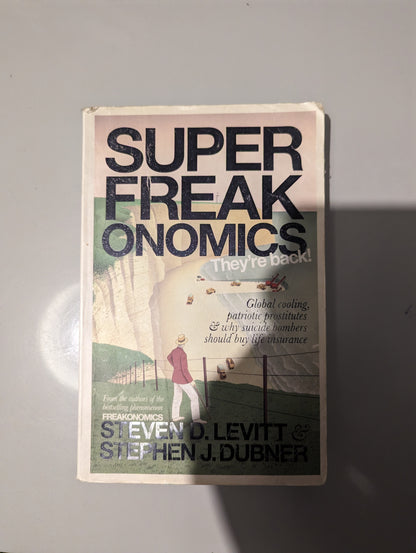 SUPER
FREAK
ONOMICS
They're back!
Global cooling,
patriotic prostitutes
& why suicide bombers
should buy life insurance
From the authors of the
bestselling phenomenon
FREAKONOMICS
STEVEN D. LEVITT &
STEPHEN J. DUBNER